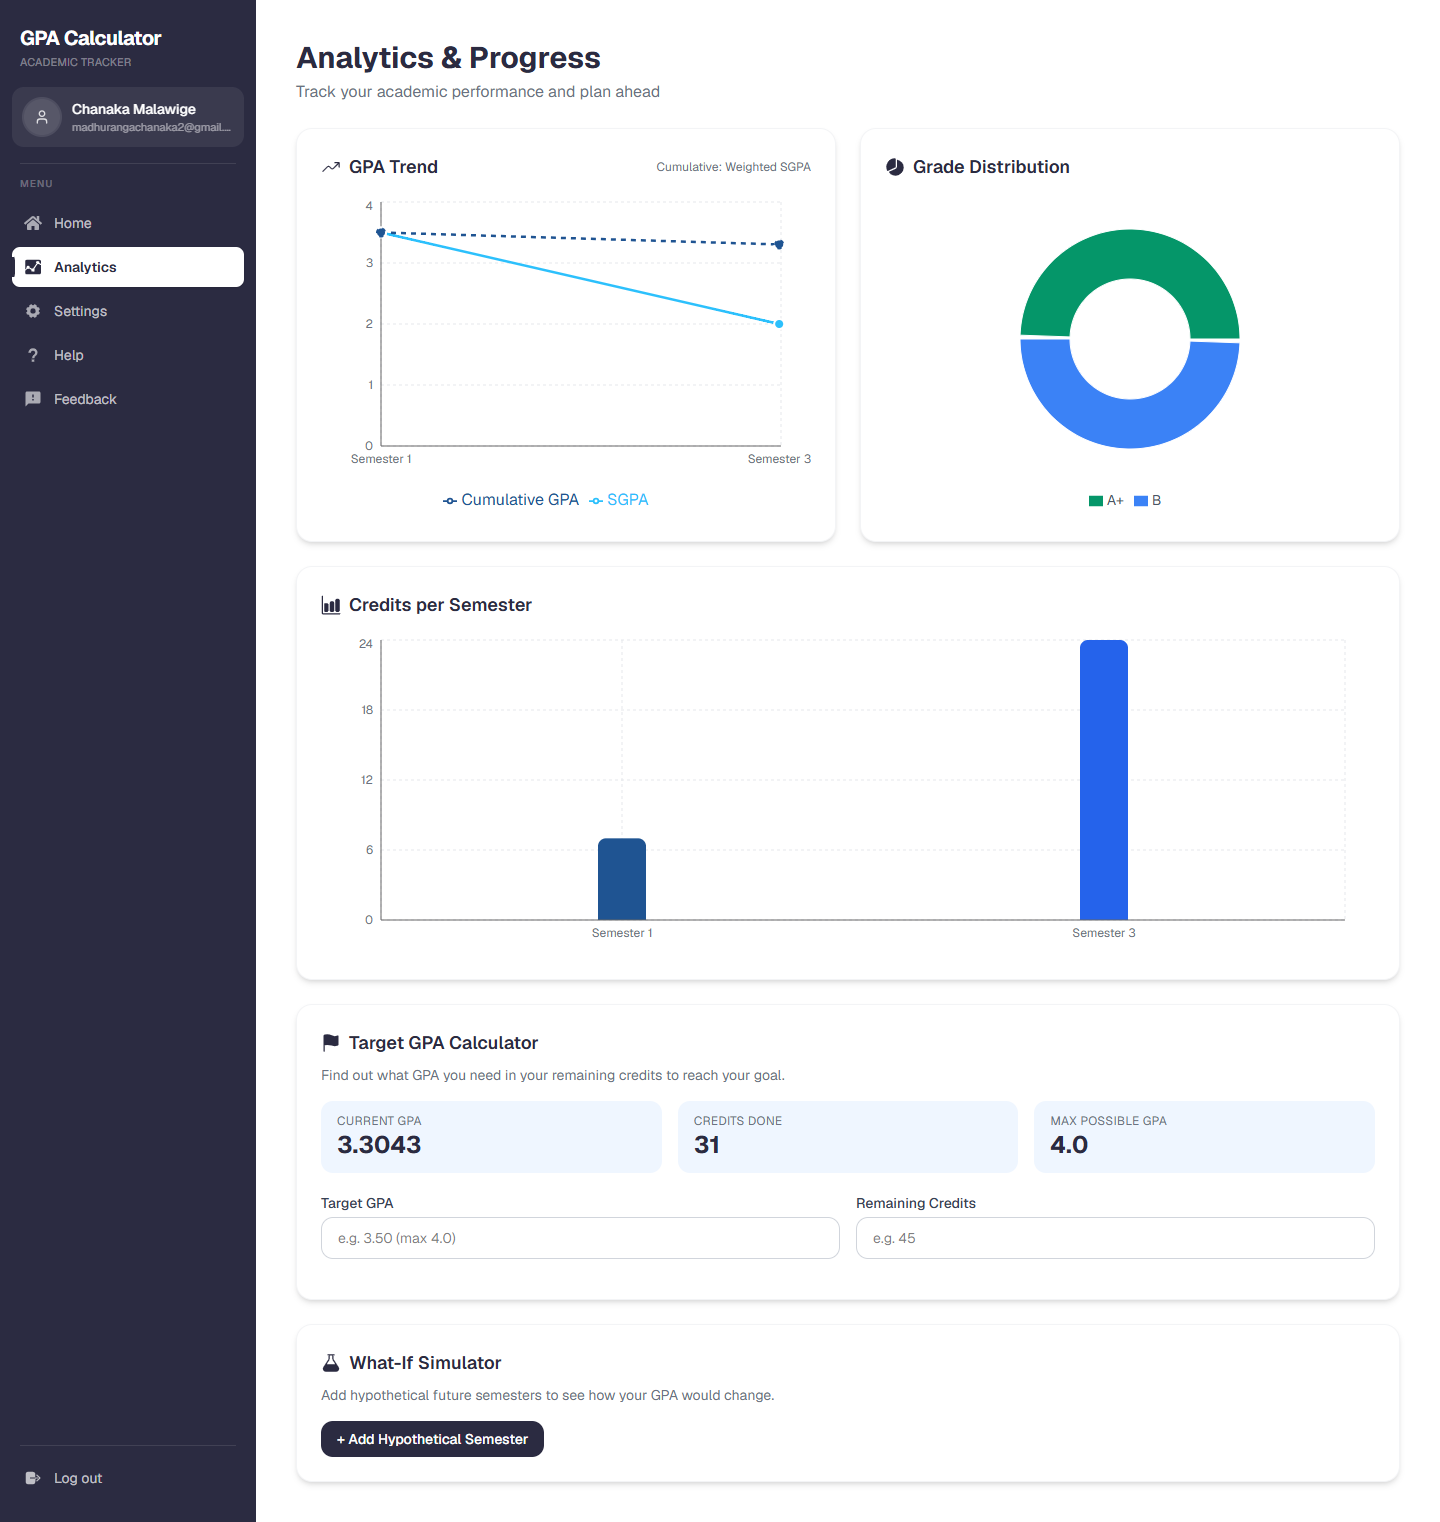 GPA Calculator
ACADEMIC TRACKER
Chanaka Malawige
madhurangachanaka2@gmail....
MENU
Home
Analytics
Settings
Help
Feedback
Log out
Analytics & Progress
Track your academic performance and plan ahead
GPA Trend
Cumulative: Weighted SGPA
4
3
2
1
0
Semester 1
Semester 3
Cumulative GPA
SGPA
Grade Distribution
A+
B
Credits per Semester
24
18
12
6
0
Semester 1
Semester 3
Target GPA Calculator
Find out what GPA you need in your remaining credits to reach your goal.
CURRENT GPA
3.3043
CREDITS DONE
31
MAX POSSIBLE GPA
4.0
Target GPA
e.g. 3.50 (max 4.0)
Remaining Credits
e.g. 45
What-If Simulator
Add hypothetical future semesters to see how your GPA would change.
+ Add Hypothetical Semester